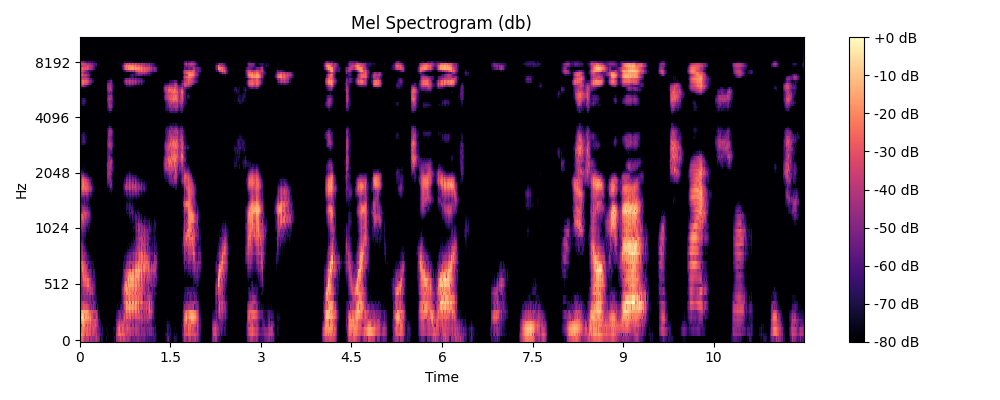 Mel Spectrogram (db)
+0 dB
8192
-10 dB
4096
-20 dB
-30 dB
Hz
2048
-40 dB
1024
-50 dB
-60 dB
512
-70 dB
0
-80 dB
0 1.5 3 4.5 6 7.5 9 10
Time